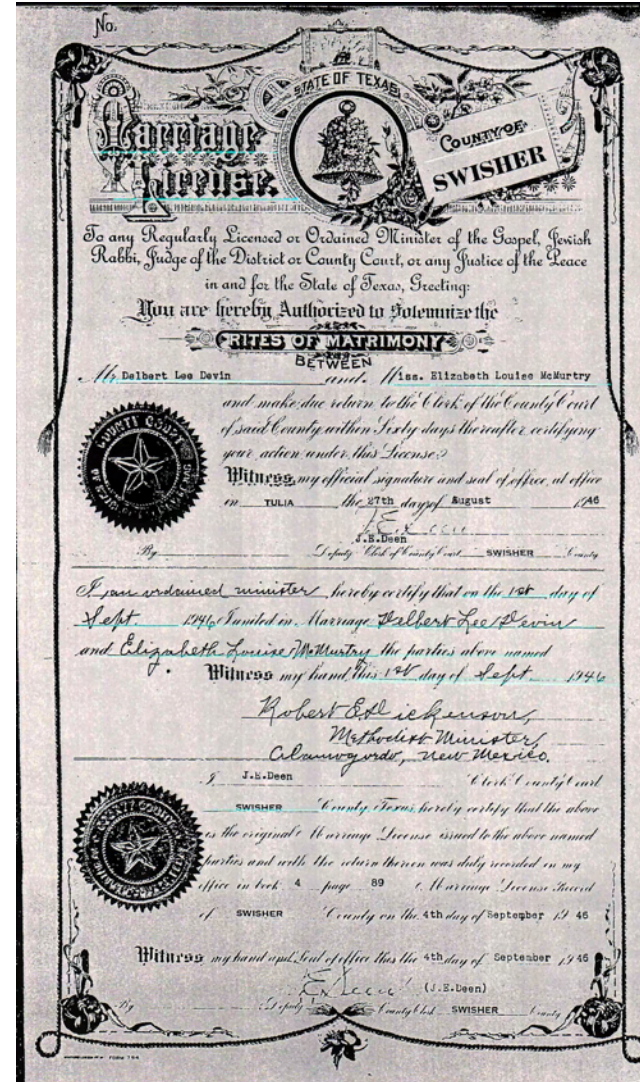 No.
Marriage
License.
STATE OF TEXAS
COUNTY OF
SWISHER
To any Regularly Licensed or Ordained Minister of the Gospel, Jewish
Rabbi, Judge of the District or County Court, or any Justice of the Peace
in and for the State of Texas, Greeting:
You are hereby Authorized to Solemnize the
RITES OF MATRIMONY
BETWEEN
Mr. Delbert Lee Devin and Miss. Elizabeth Louise McMurtry
and make due return to the Clerk of the County Court
of said County within Sixty days thereafter certifying
your action under this License.
Witness my official signature and seal of office, at office
in TULIA the 27th day of August 1946
J.E.Deen
By Deputy Clerk of County Court SWISHER County
I, an ordained minister, hereby certify that on the 1st day of
Sept. 1946, I united in Marriage Delbert Lee Devin
and Elizabeth Louise McMurtry the parties above named
Witness my hand, this 1st day of Sept. 1946
Robert E. Dickenson,
Methodist Minister,
Alamogordo, New Mexico.
I J.E.Deen Clerk County Court
SWISHER County, Texas hereby certify that the above
is the original Marriage License issued to the above named
parties and with the return thereon was duly recorded in my
office in book 4 page 89 Marriage License Record
of SWISHER County on the 4th day of September 1946
Witness my hand and Seal of office this the 4th day of September 1946
(J.E.Deen)
By Deputy County Clerk SWISHER County
COUNTY COURT
COUNTY COURT